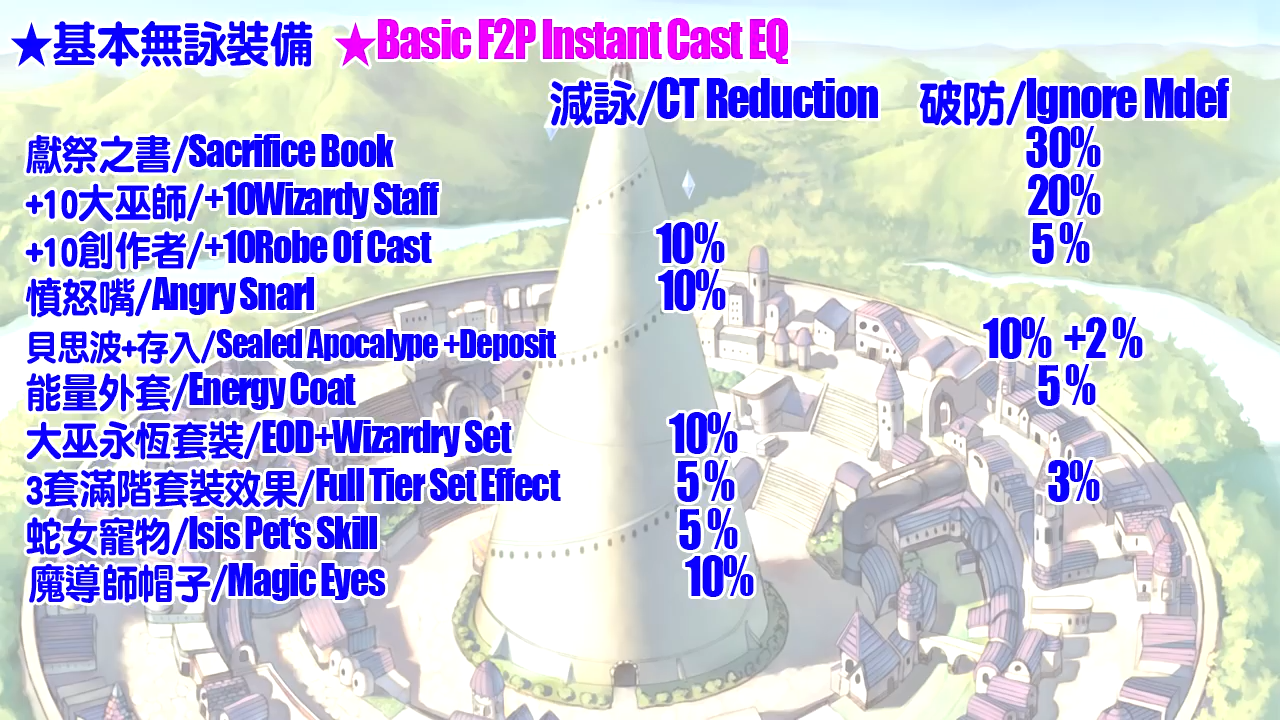 ★基本無詠裝備 ★Basic F2P Instant Cast EQ
減詠/CT Reduction 破防/Ignore Mdef
獻祭之書/Sacrifice Book 30%
+10大巫師/+10Wizardy Staff 20%
+10創作者/+10Robe Of Cast 10% 5%
憤怒嘴/Angry Snarl 10%
貝思波+存入/Sealed Apocalype +Deposit 10% +2%
能量外套/Energy Coat 5%
大巫永恆套裝/EOD+Wizardry Set 10%
3套滿階套裝效果/Full Tier Set Effect 5% 3%
蛇女寵物/Isis Pet's Skill 5%
魔導師帽子/Magic Eyes 10%